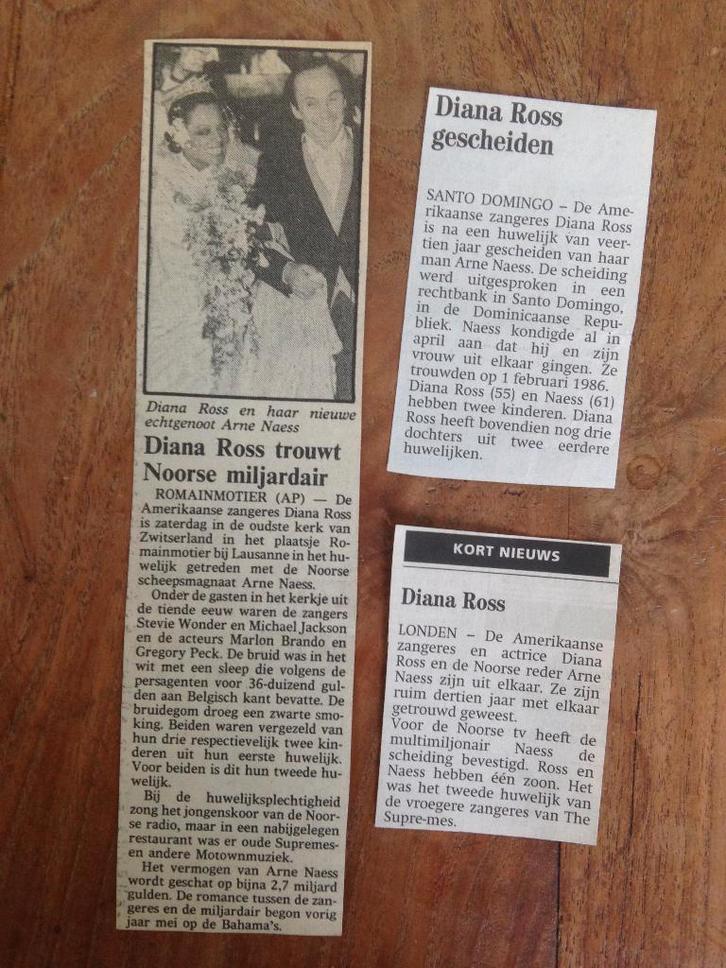 Diana Ross en haar nieuwe
echtgenoot Arne Naess
Diana Ross trouwt
Noorse miljardair
ROMAINMOTIER (AP) — De
Amerikaanse zangeres Diana Ross
is zaterdag in de oudste kerk van
Zwitserland in het plaatsje Ro-
mainmotier bij Lausanne in het hu-
welijk getreden met de Noorse
scheepsmagnaat Arne Naess.
Onder de gasten in het kerkje uit
de tiende eeuw waren de zangers
Stevie Wonder en Michael Jackson
en de acteurs Marlon Brando en
Gregory Peck. De bruid was in het
wit met een sleep die volgens de
persagenten voor 36-duizend gul-
den aan Belgisch kant bevatte. De
bruidegom droeg een zwarte smo-
king. Beiden waren vergezeld van
hun drie respectievelijk twee kin-
deren uit hun eerste huwelijk.
Voor beiden is dit hun tweede hu-
welijk.
Bij de huwelijksplechtigheid
zong het jongenskoor van de Noor-
se radio, maar in een nabijgelegen
restaurant was er oude Supremes-
en andere Motownmuziek.
Het vermogen van Arne Naess
wordt geschat op bijna 2,7 miljard
gulden. De romance tussen de zan-
geres en de miljardair begon vorig
jaar mei op de Bahama's.
Diana Ross
gescheiden
SANTO DOMINGO – De Ame-
rikaanse zangeres Diana Ross
is na een huwelijk van veer-
tien jaar gescheiden van haar
man Arne Naess. De scheiding
werd uitgesproken in een
rechtbank in Santo Domingo,
in de Dominicaanse Repu-
bliek. Naess kondigde al in
april aan dat hij en zijn
vrouw uit elkaar gingen. Ze
trouwden op 1 februari 1986.
Diana Ross (55) en Naess (61)
hebben twee kinderen. Diana
Ross heeft bovendien nog drie
dochters uit twee eerdere
huwelijken.
KORT NIEUWS
Diana Ross
LONDEN – De Amerikaanse
zangeres en actrice Diana
Ross en de Noorse reder Arne
Naess zijn uit elkaar. Ze zijn
ruim dertien jaar met elkaar
getrouwd geweest.
Voor de Noorse tv heeft de
multimiljonair Naess de
scheiding bevestigd. Ross en
Naess hebben één zoon. Het
was het tweede huwelijk van
de vroegere zangeres van The
Supre-mes.